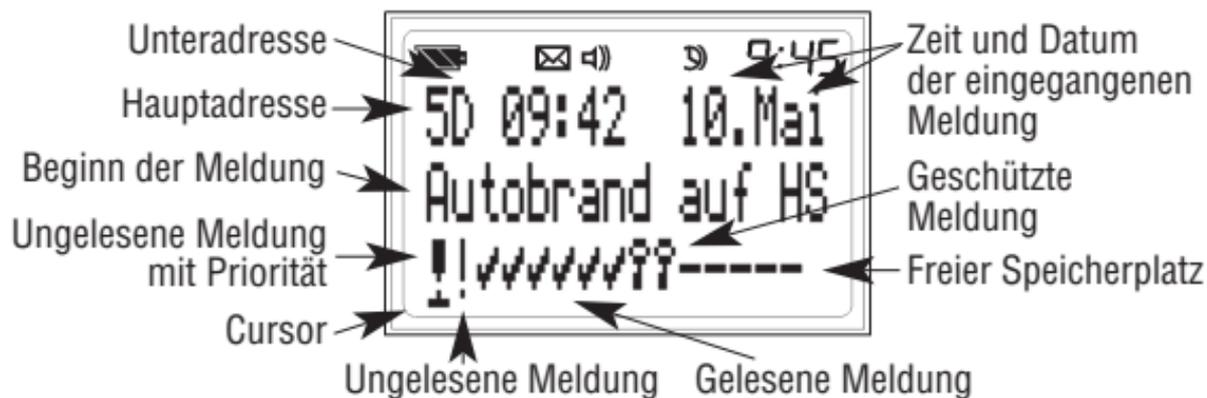 Unteradresse
Hauptadresse
Beginn der Meldung
Ungelesene Meldung
mit Priorität
Cursor
9:45
5D 09:42 10.Mai
Autobrand auf HS
!!✓✓✓✓✓✓⚲⚲-----
Zeit und Datum
der eingegangenen
Meldung
Geschützte
Meldung
Freier Speicherplatz
Ungelesene Meldung
Gelesene Meldung